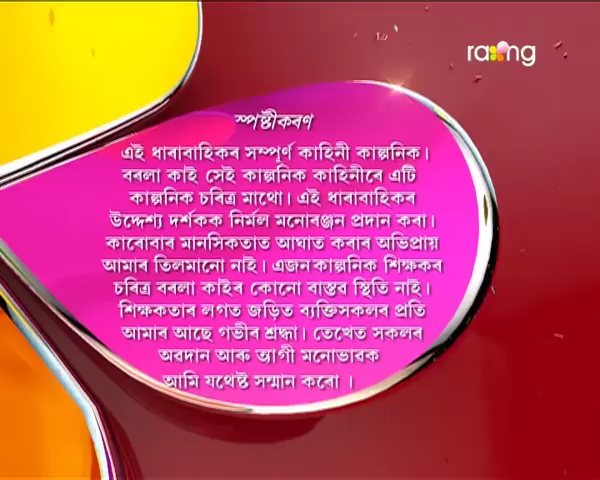 rang
স্পষ্টীকৰণ
এই ধাৰাবাহিকৰ সম্পূৰ্ণ কাহিনী কাল্পনিক।
বৰলা কাই সেই কাল্পনিক কাহিনীৰে এটি
কাল্পনিক চৰিত্ৰ মাথো। এই ধাৰাবাহিকৰ
উদ্দেশ্য দৰ্শকক নিৰ্মল মনোৰঞ্জন প্ৰদান কৰা।
কাৰোবাৰ মানসিকতাত আঘাত কৰাৰ অভিপ্ৰায়
আমাৰ তিলমানো নাই। এজন কাল্পনিক শিক্ষকৰ
চৰিত্ৰ বৰলা কাইৰ কোনো বাস্তৱ স্থিতি নাই।
শিক্ষকতাৰ লগত জড়িত ব্যক্তিসকলৰ প্ৰতি
আমাৰ আছে গভীৰ শ্ৰদ্ধা। তেখেত সকলৰ
অৱদান আৰু ত্যাগী মনোভাৱক
আমি যথেষ্ট সন্মান কৰো ।